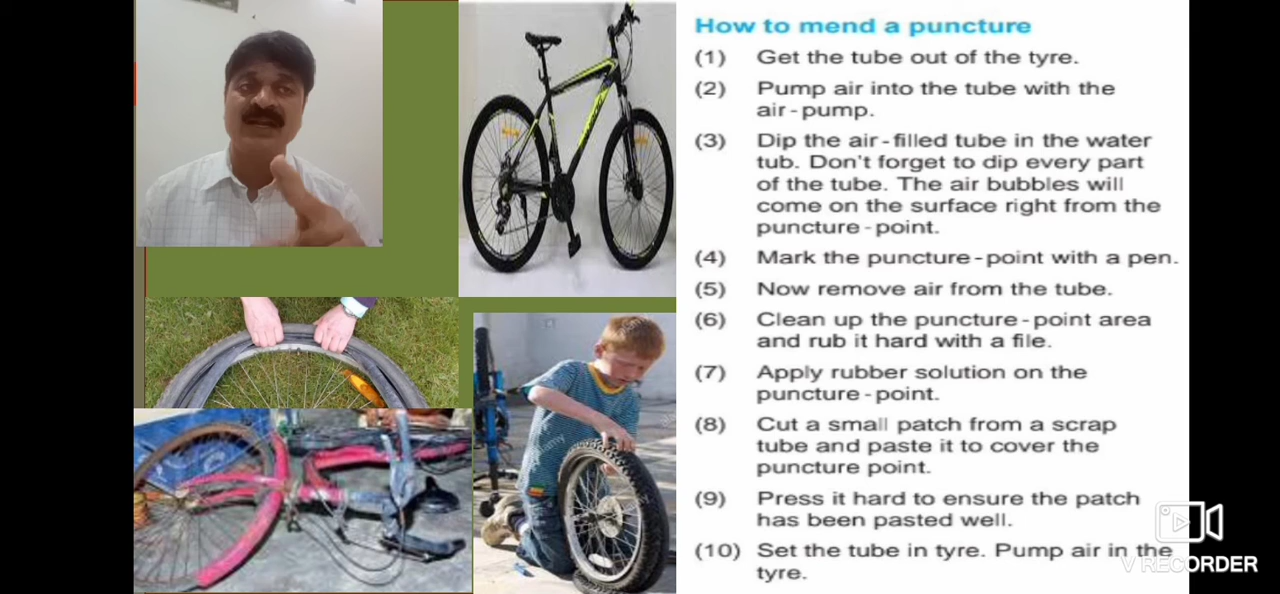 How to mend a puncture
(1) Get the tube out of the tyre.
(2) Pump air into the tube with the
air-pump.
(3) Dip the air-filled tube in the water
tub. Don't forget to dip every part
of the tube. The air bubbles will
come on the surface right from the
puncture-point.
(4) Mark the puncture-point with a pen.
(5) Now remove air from the tube.
(6) Clean up the puncture-point area
and rub it hard with a file.
(7) Apply rubber solution on the
puncture-point.
(8) Cut a small patch from a scrap
tube and paste it to cover the
puncture point.
(9) Press it hard to ensure the patch
has been pasted well.
(10) Set the tube in tyre. Pump air in the
tyre.
V RECORDER